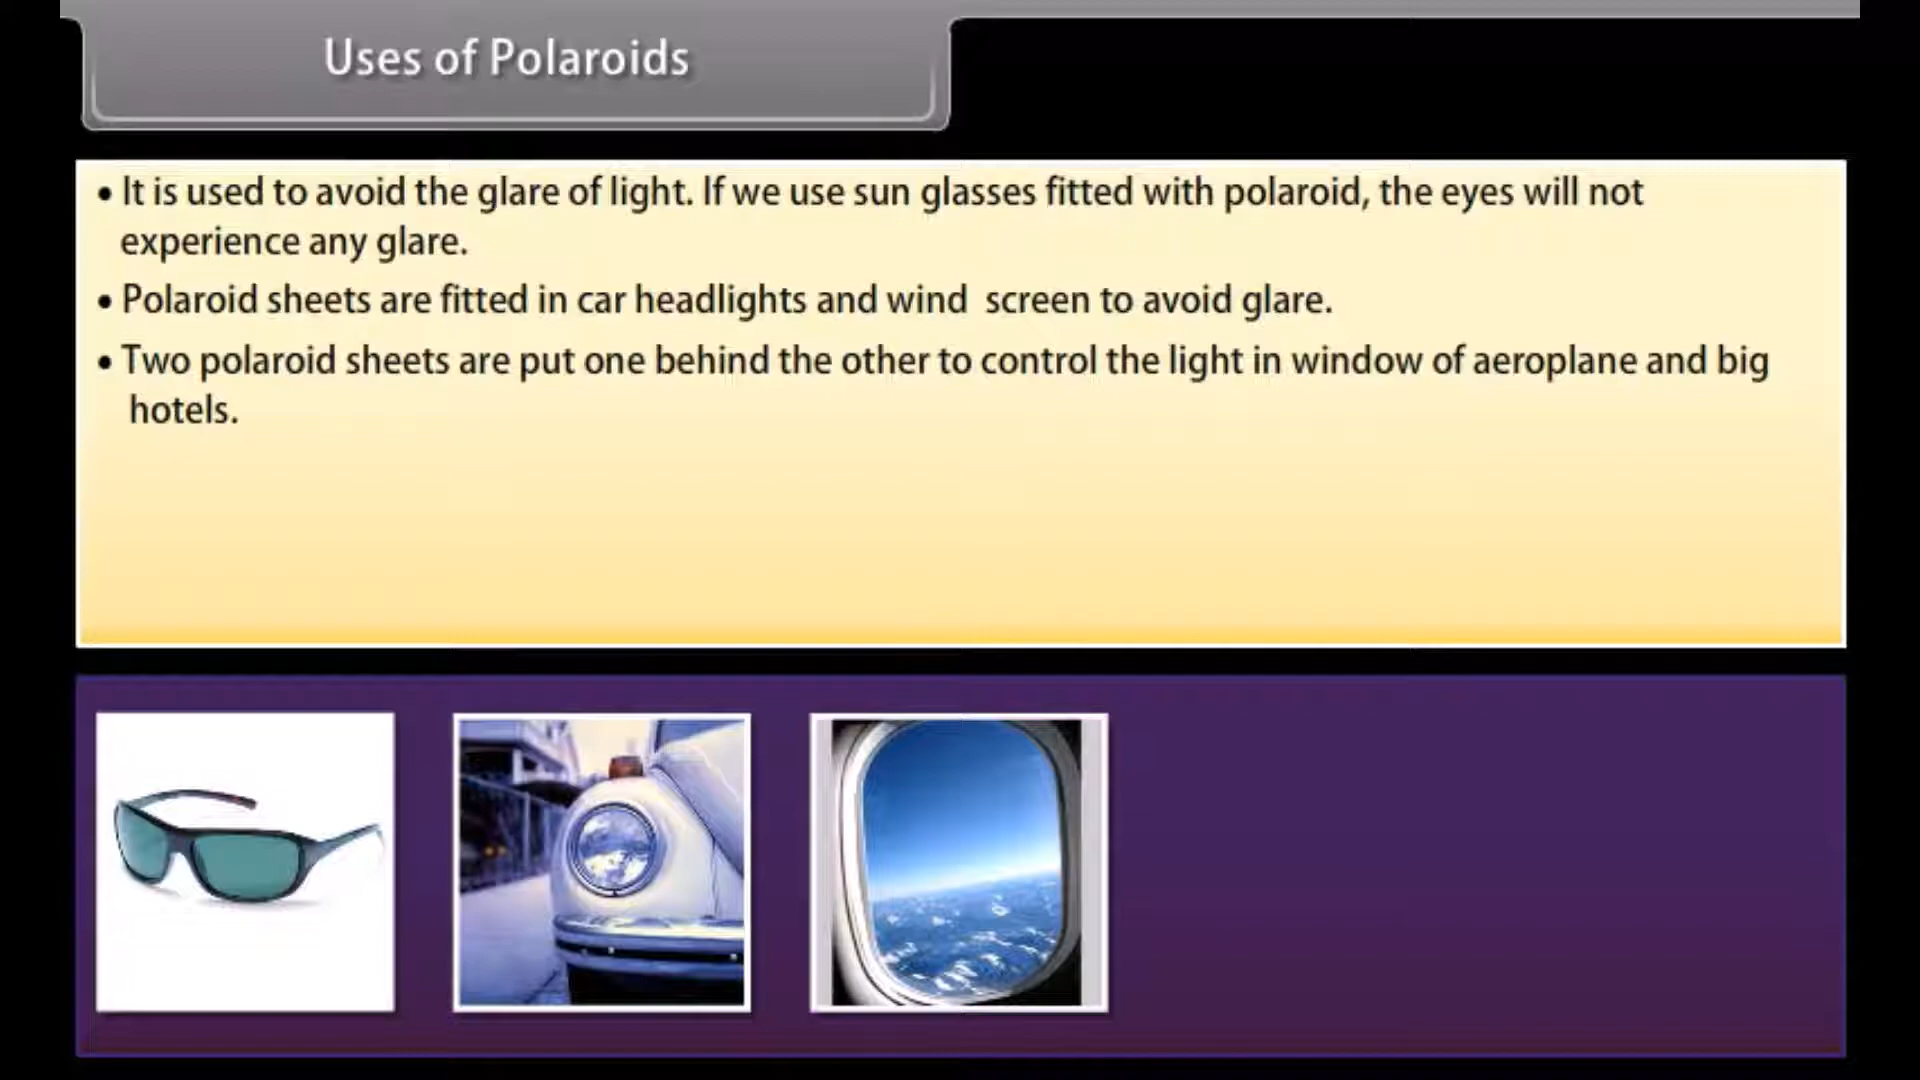 Uses of Polaroids
• It is used to avoid the glare of light. If we use sun glasses fitted with polaroid, the eyes will not
experience any glare.
• Polaroid sheets are fitted in car headlights and wind screen to avoid glare.
• Two polaroid sheets are put one behind the other to control the light in window of aeroplane and big
hotels.